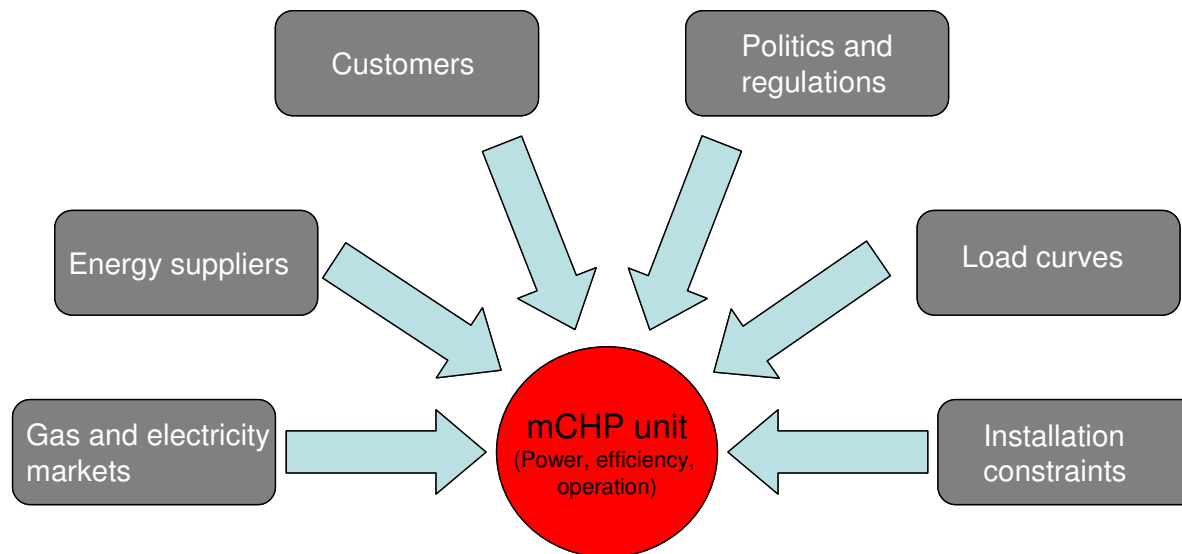 Customers
Politics and
regulations
Energy suppliers
Load curves
Gas and electricity
markets
mCHP unit
(Power, efficiency,
operation)
Installation
constraints